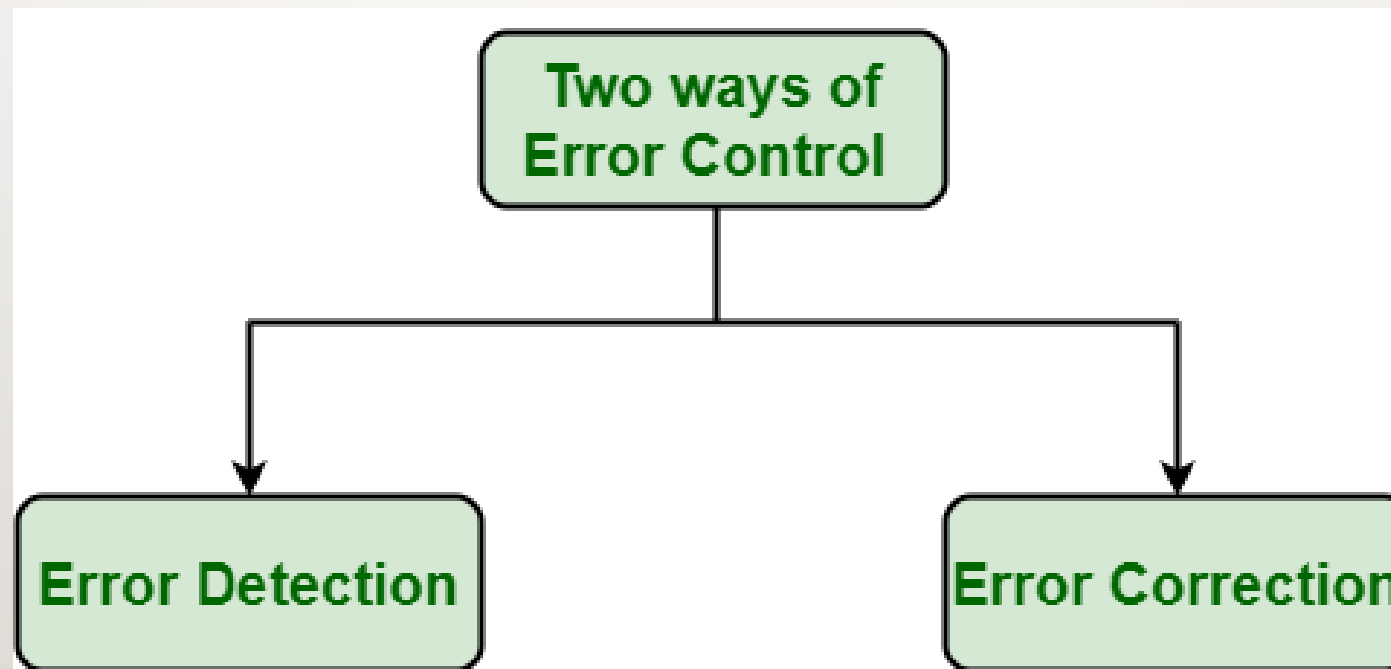 Two ways of
Error Control
Error Detection
Error Correction